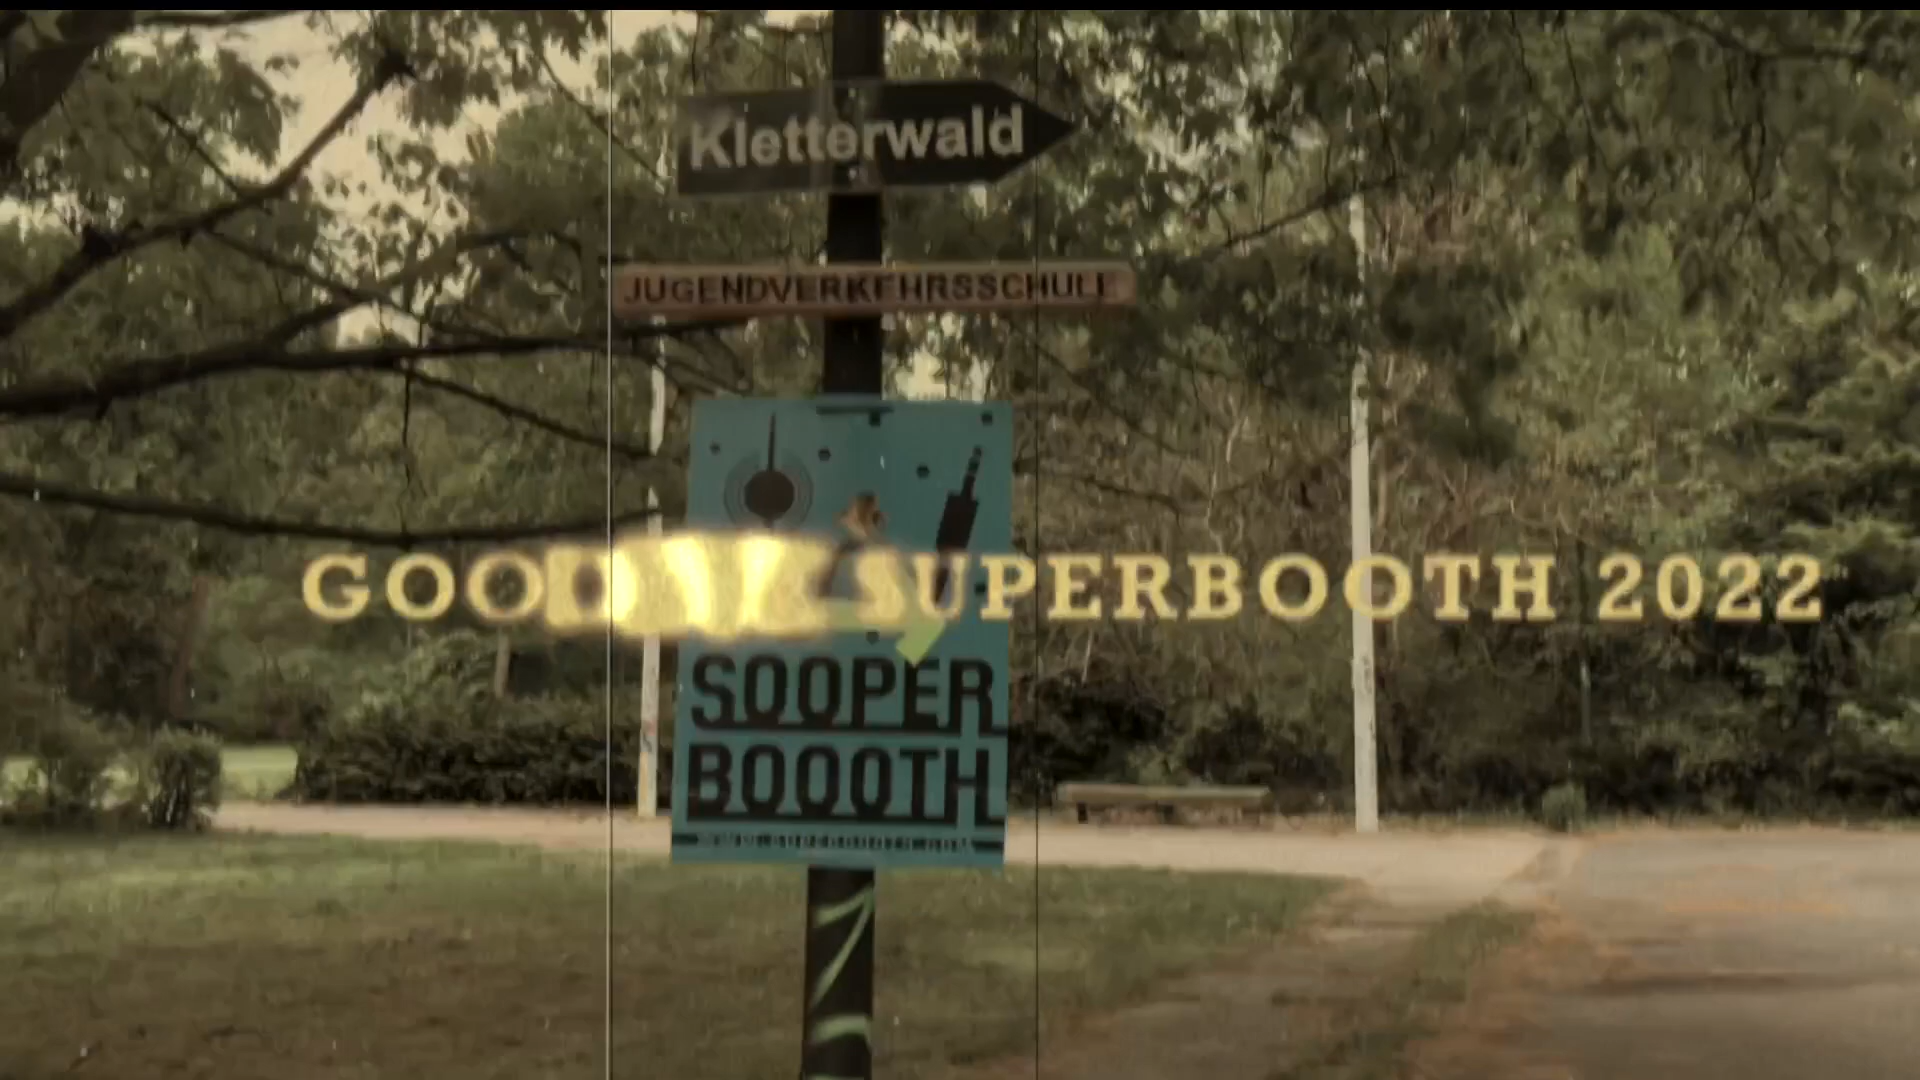 Kletterwald
JUGENDVERKEHRSSCHULE
SUPERBOOTH 2022
SOOPER
BOOOTH